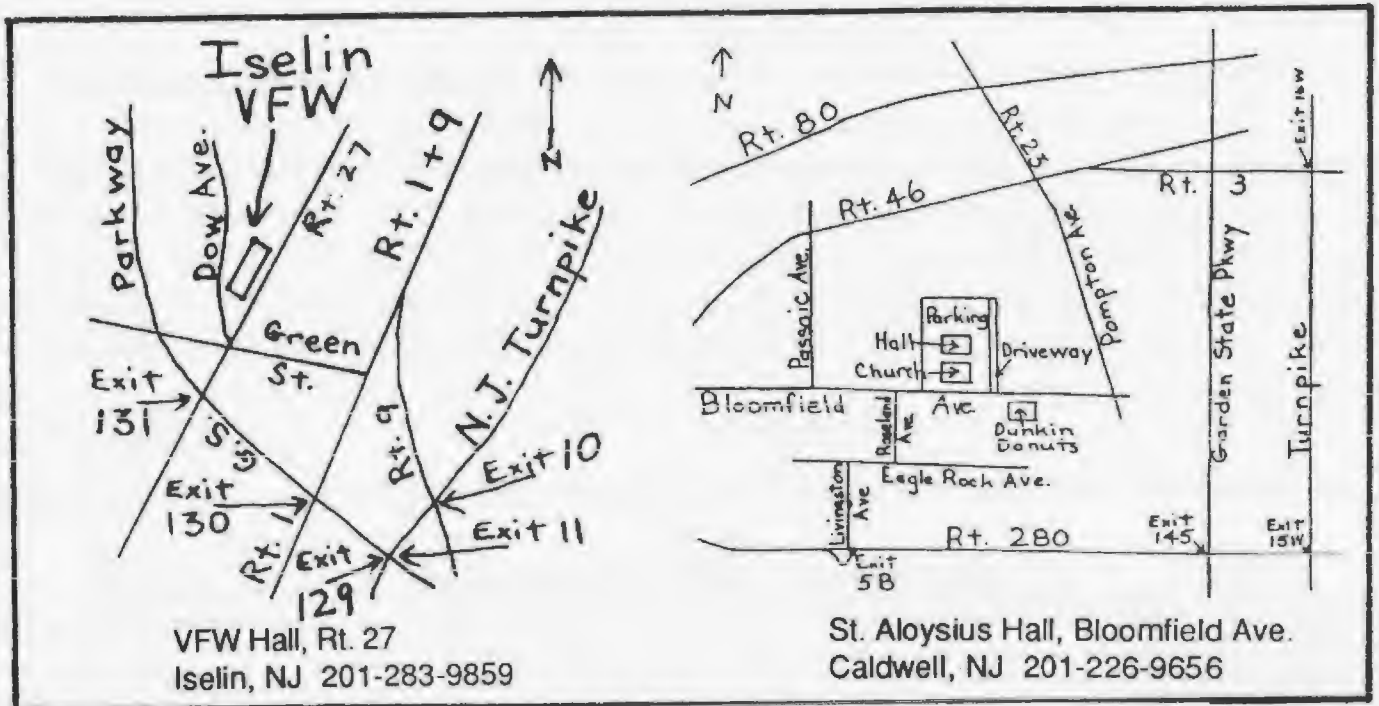 Iselin
VFW
Parkway
Dow Ave.
Rt. 27
Rt. 1+9
N
N.J. Turnpike
Green
St.
Exit
131
G.S.
Rt. 9
Exit 10
Exit
130
Rt. 1
Exit 11
Exit
129
VFW Hall, Rt. 27
Iselin, NJ 201-283-9859
N
Rt. 80
Rt. 23
Exit 16W
Rt. 46
Rt. 3
Passaic Ave.
Pompton Ave.
Garden State Pkwy
Turnpike
Parking
Hall
Driveway
Church
Bloomfield Ave
Roseland
Ave.
Dunkin
Donuts
Eagle Rock Ave.
Livingston
Ave
Rt. 280
Exit
145
Exit
15W
Exit
5B
St. Aloysius Hall, Bloomfield Ave.
Caldwell, NJ 201-226-9656